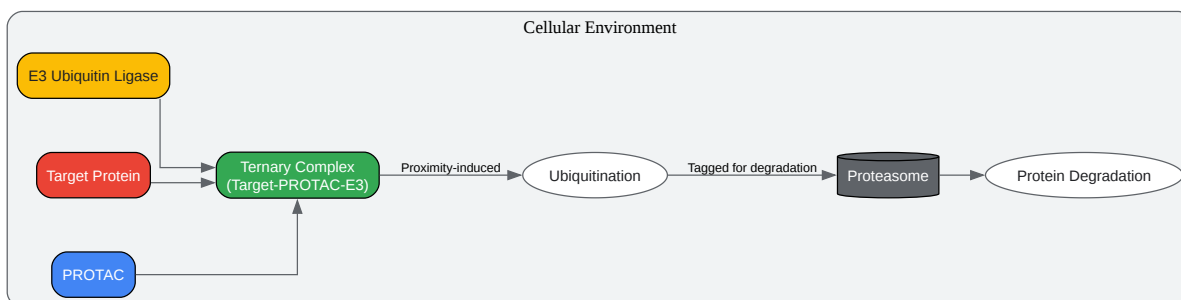 Cellular Environment
E3 Ubiquitin Ligase
Target Protein
PROTAC
Ternary Complex
(Target-PROTAC-E3)
Proximity-induced
Ubiquitination
Tagged for degradation
Proteasome
Protein Degradation